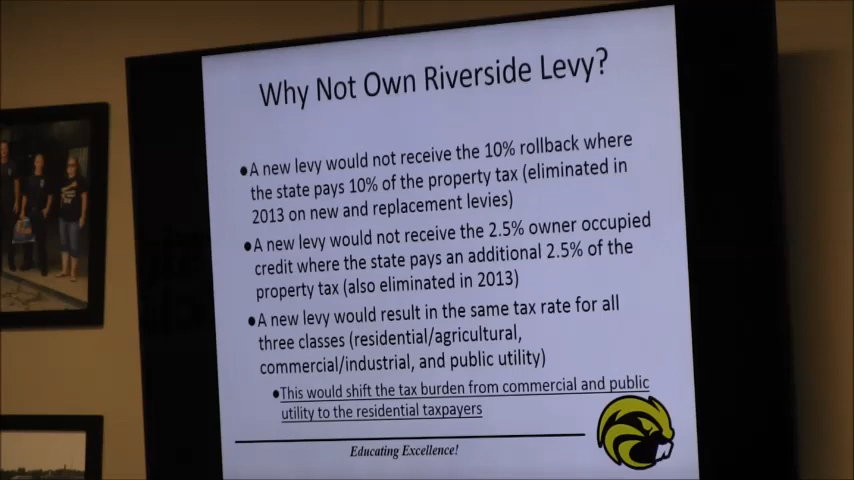 Why Not Own Riverside Levy?
●A new levy would not receive the 10% rollback where
the state pays 10% of the property tax (eliminated in
2013 on new and replacement levies)
●A new levy would not receive the 2.5% owner occupied
credit where the state pays an additional 2.5% of the
property tax (also eliminated in 2013)
●A new levy would result in the same tax rate for all
three classes (residential/agricultural,
commercial/industrial, and public utility)
●This would shift the tax burden from commercial and public
utility to the residential taxpayers
Educating Excellence!